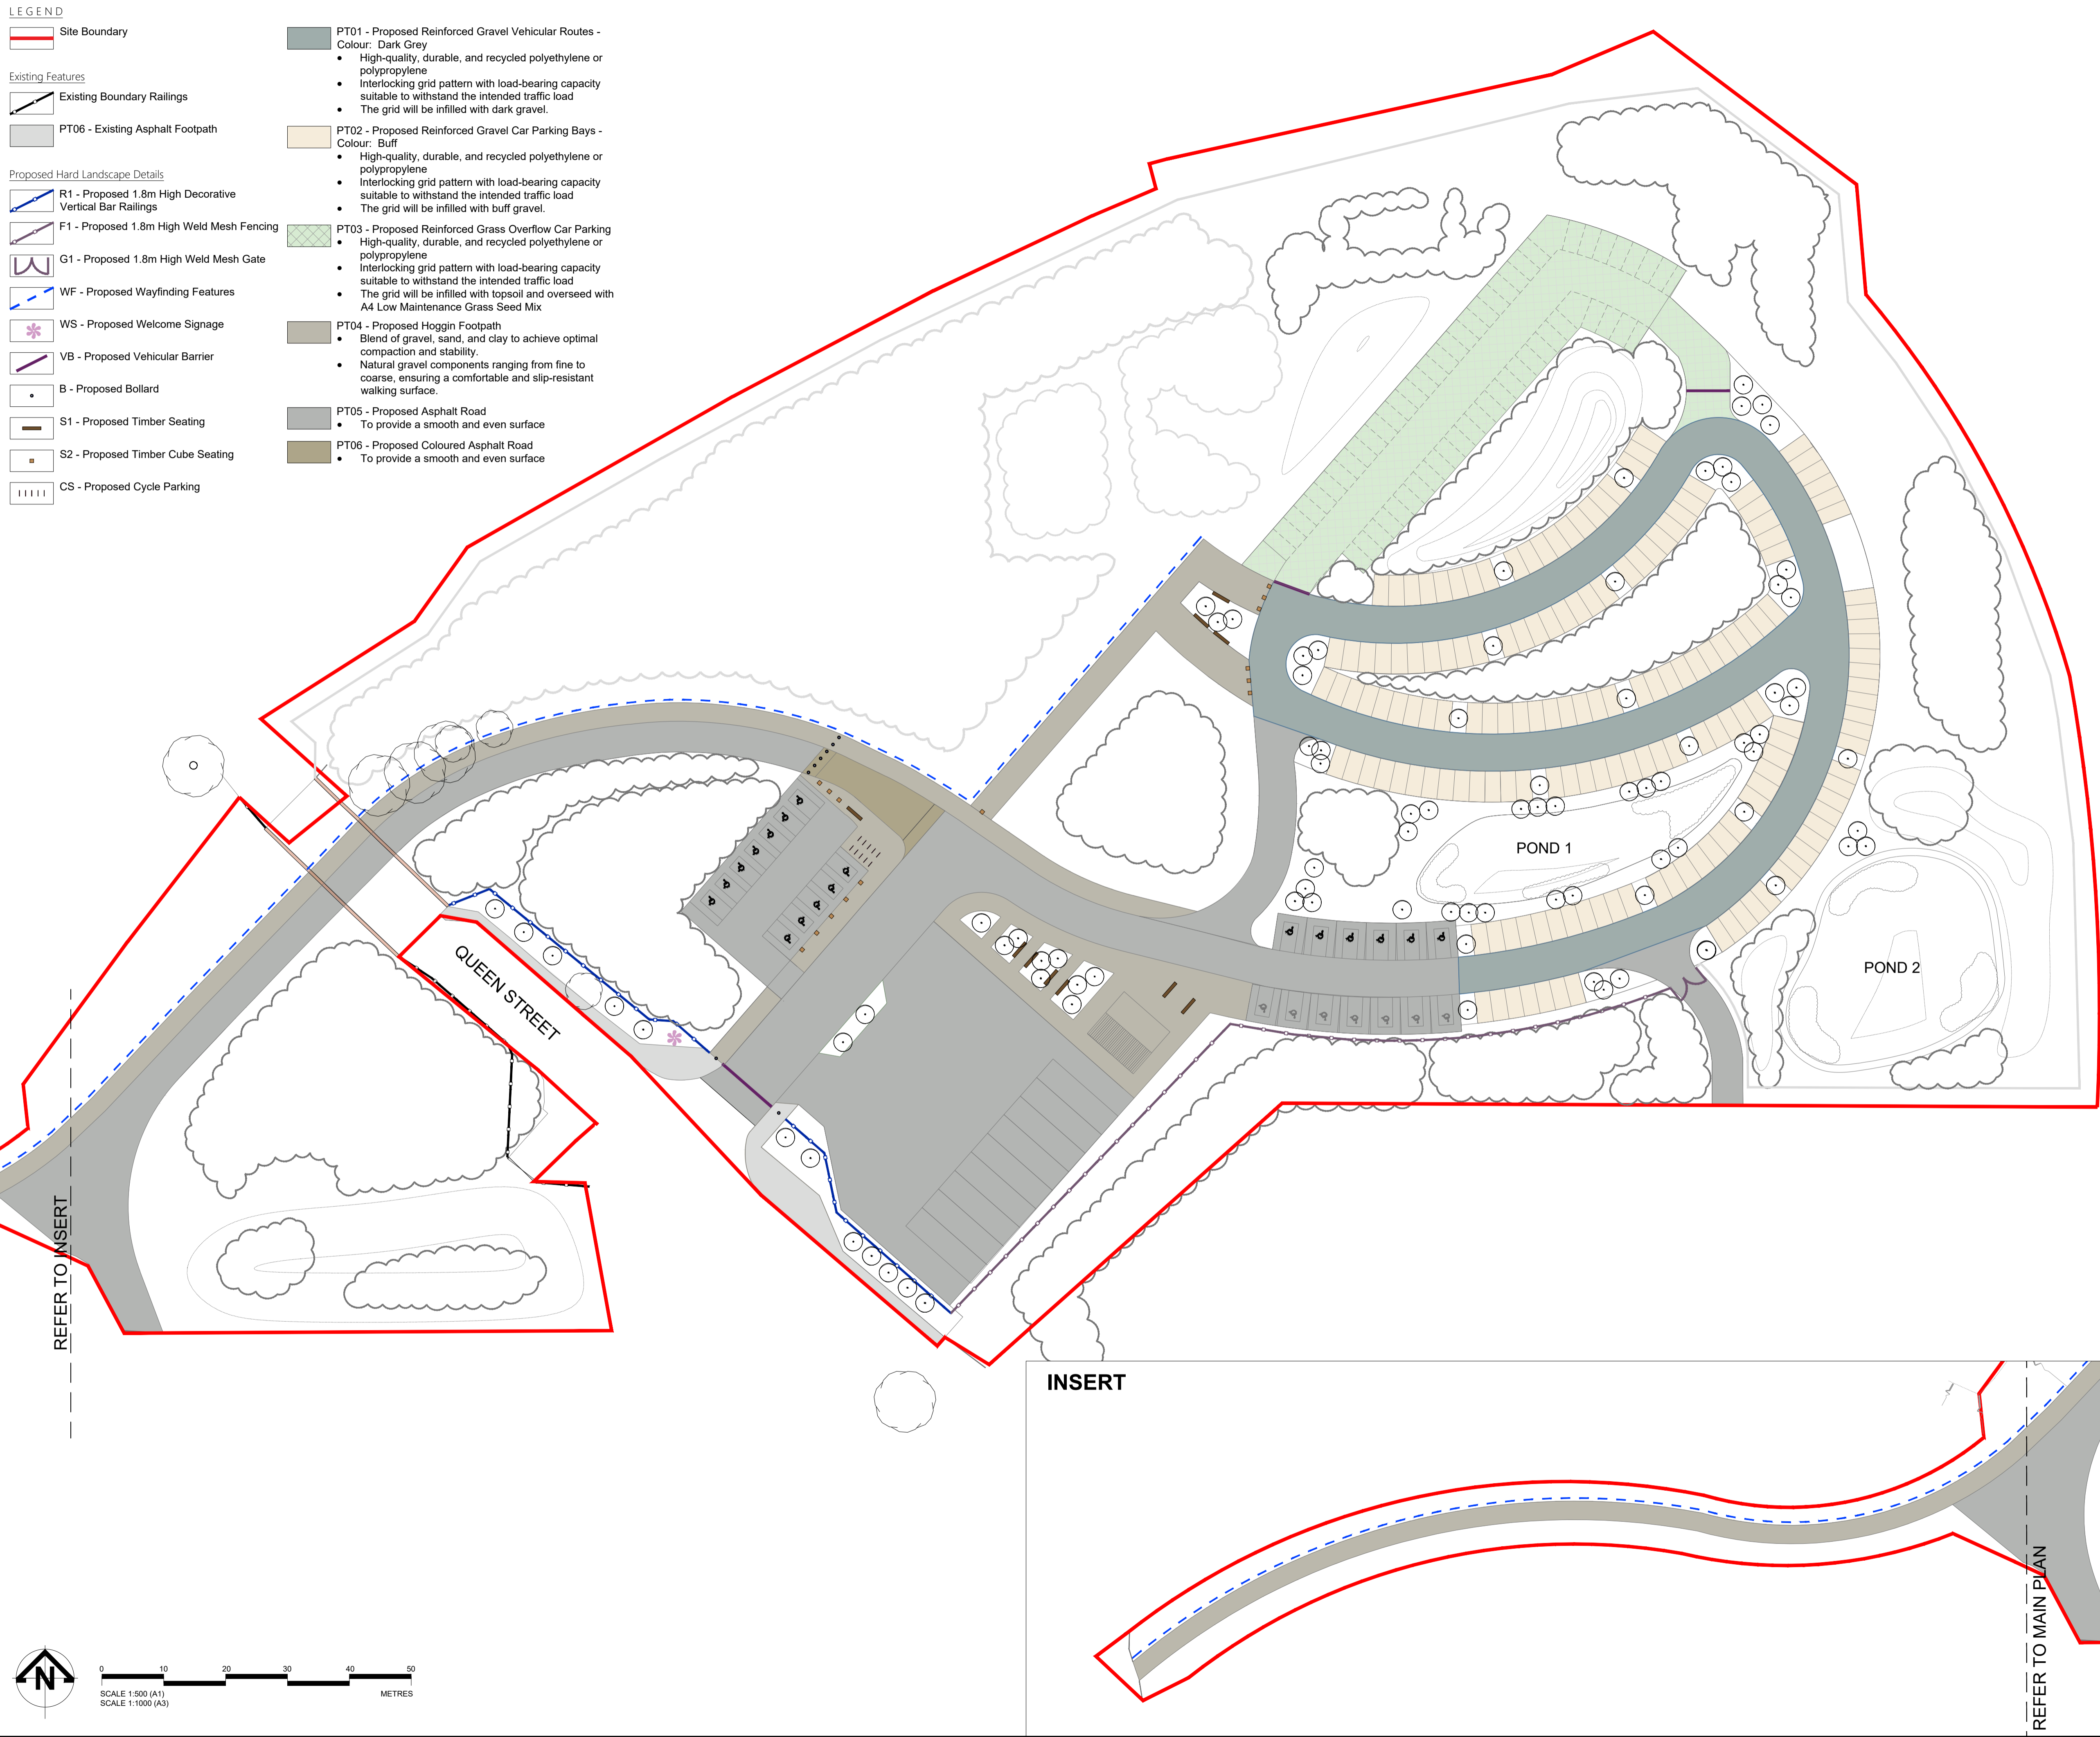 LEGEND
Site Boundary
Existing Features
Existing Boundary Railings
PT06 - Existing Asphalt Footpath
Proposed Hard Landscape Details
R1 - Proposed 1.8m High Decorative
Vertical Bar Railings
F1 - Proposed 1.8m High Weld Mesh Fencing
G1 - Proposed 1.8m High Weld Mesh Gate
WF - Proposed Wayfinding Features
WS - Proposed Welcome Signage
VB - Proposed Vehicular Barrier
B - Proposed Bollard
S1 - Proposed Timber Seating
S2 - Proposed Timber Cube Seating
CS - Proposed Cycle Parking
PT01 - Proposed Reinforced Gravel Vehicular Routes -
Colour: Dark Grey
• High-quality, durable, and recycled polyethylene or
polypropylene
• Interlocking grid pattern with load-bearing capacity
suitable to withstand the intended traffic load
• The grid will be infilled with dark gravel.
PT02 - Proposed Reinforced Gravel Car Parking Bays -
Colour: Buff
• High-quality, durable, and recycled polyethylene or
polypropylene
• Interlocking grid pattern with load-bearing capacity
suitable to withstand the intended traffic load
• The grid will be infilled with buff gravel.
PT03 - Proposed Reinforced Grass Overflow Car Parking
• High-quality, durable, and recycled polyethylene or
polypropylene
• Interlocking grid pattern with load-bearing capacity
suitable to withstand the intended traffic load
• The grid will be infilled with topsoil and overseed with
A4 Low Maintenance Grass Seed Mix
PT04 - Proposed Hoggin Footpath
• Blend of gravel, sand, and clay to achieve optimal
compaction and stability.
• Natural gravel components ranging from fine to
coarse, ensuring a comfortable and slip-resistant
walking surface.
PT05 - Proposed Asphalt Road
• To provide a smooth and even surface
PT06 - Proposed Coloured Asphalt Road
• To provide a smooth and even surface
POND 1
POND 2
QUEEN STREET
REFER TO INSERT
INSERT
REFER TO MAIN PLAN
N
0 10 20 30 40 50
SCALE 1:500 (A1) METRES
SCALE 1:1000 (A3)